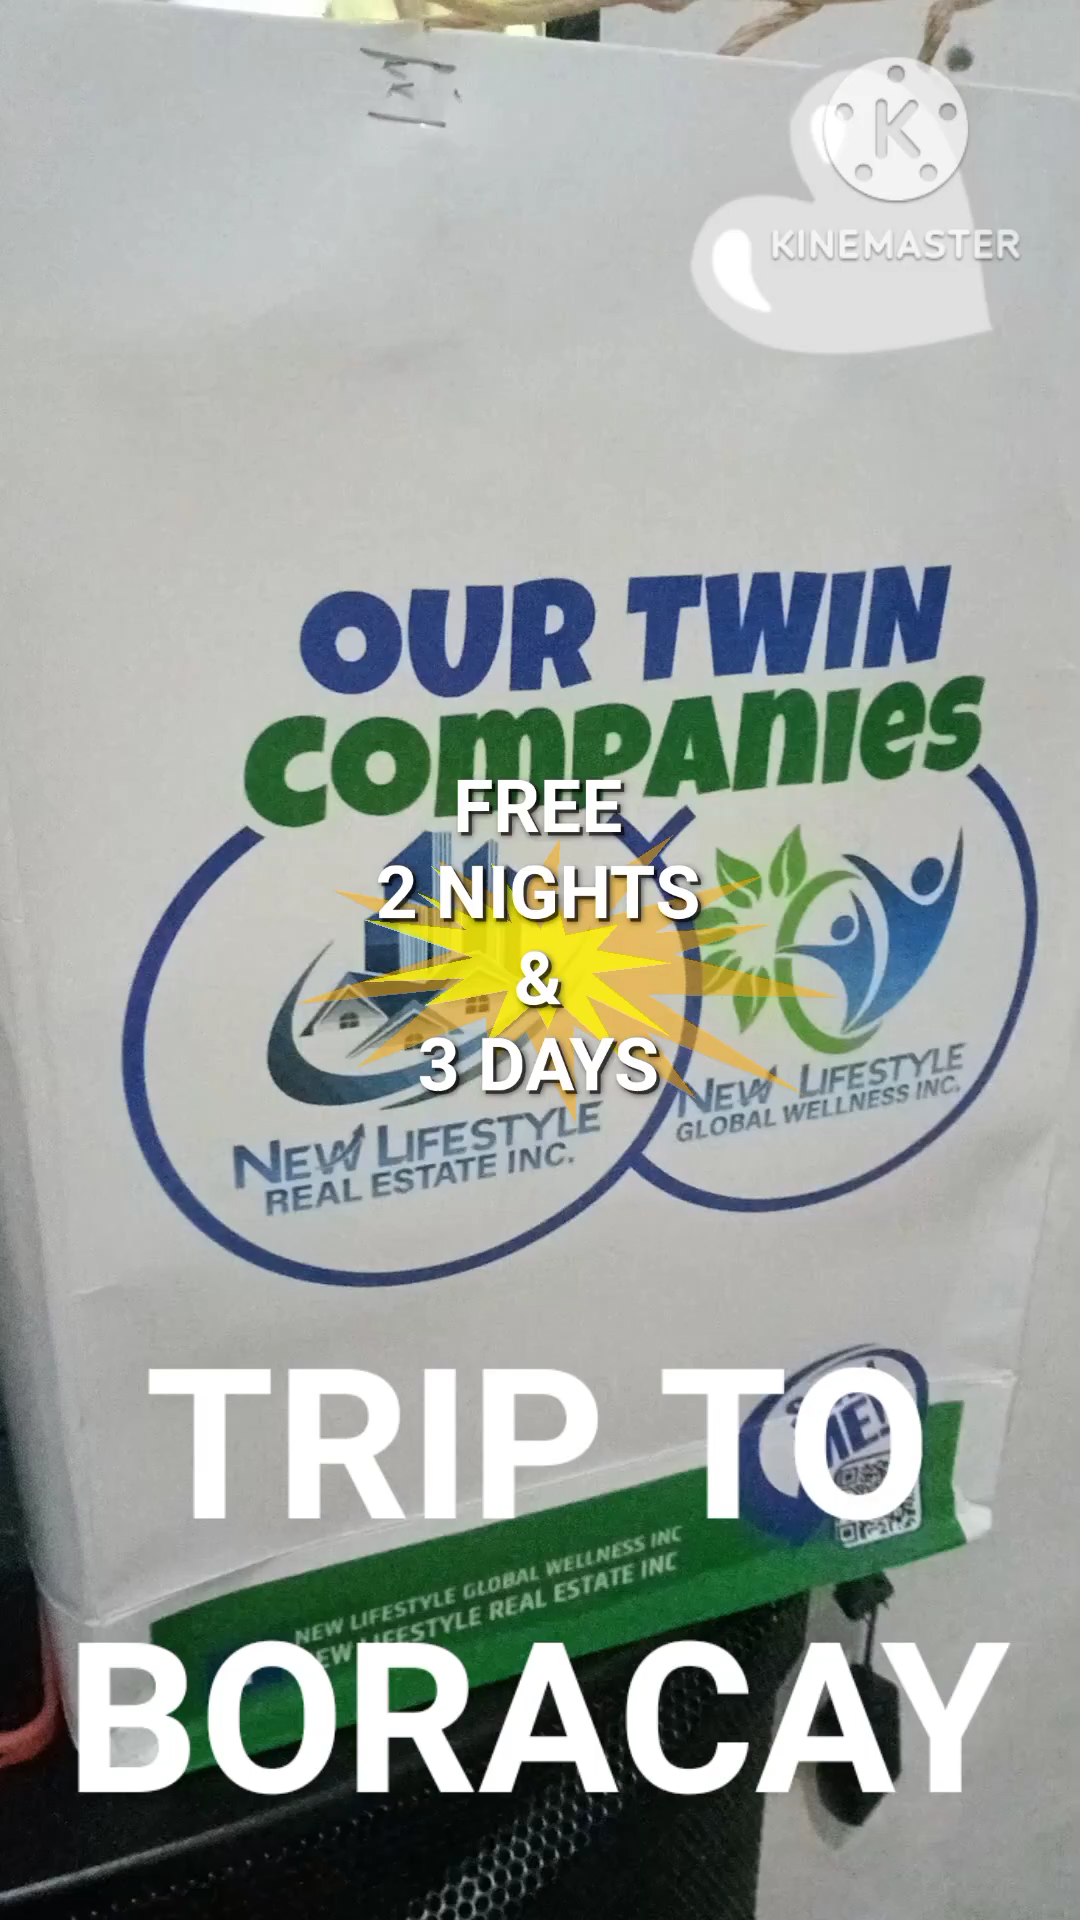 K
KINEMASTER
OUR TWIN
COMPANIES
FREE
2 NIGHTS
&
3 DAYS
NEW LIFESTYLE
REAL ESTATE INC.
NEW LIFESTYLE
GLOBAL WELLNESS INC.
TRIP TO
ME!
NEW LIFESTYLE GLOBAL WELLNESS INC
NEW LIFESTYLE REAL ESTATE INC
BORACAY